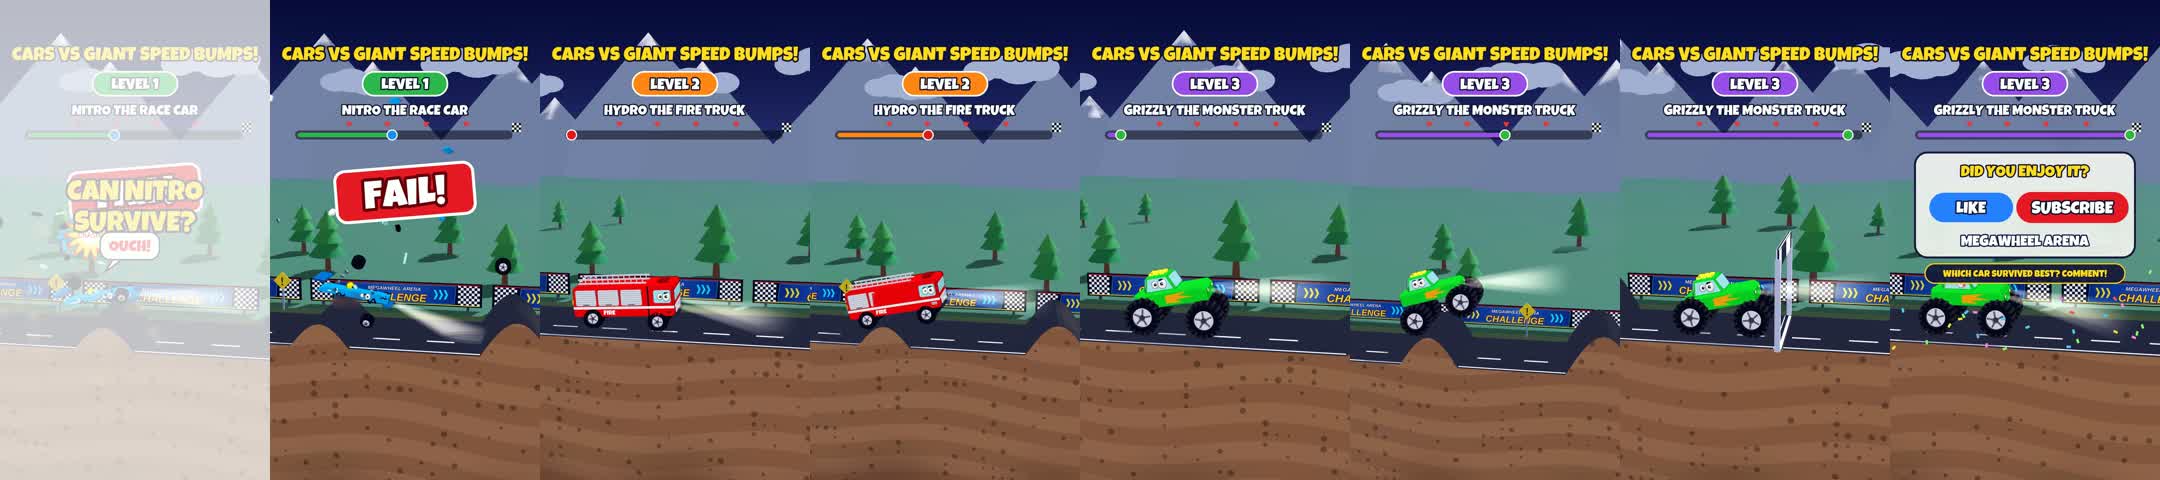 CARS VS GIANT SPEED BUMPS!
LEVEL 1
NITRO THE RACE CAR
CAN NITRO
SURVIVE?
OUCH!
CHALLENGE
CARS VS GIANT SPEED BUMPS!
LEVEL 1
NITRO THE RACE CAR
FAIL!
MEGAWHEEL ARENA
CHALLENGE
CARS VS GIANT SPEED BUMPS!
LEVEL 2
HYDRO THE FIRE TRUCK
FIRE
CARS VS GIANT SPEED BUMPS!
LEVEL 2
HYDRO THE FIRE TRUCK
FIRE
CARS VS GIANT SPEED BUMPS!
LEVEL 3
GRIZZLY THE MONSTER TRUCK
CARS VS GIANT SPEED BUMPS!
LEVEL 3
GRIZZLY THE MONSTER TRUCK
CHALLENGE
CARS VS GIANT SPEED BUMPS!
LEVEL 3
GRIZZLY THE MONSTER TRUCK
CARS VS GIANT SPEED BUMPS!
LEVEL 3
GRIZZLY THE MONSTER TRUCK
DID YOU ENJOY IT?
LIKE
SUBSCRIBE
MEGAWHEEL ARENA
WHICH CAR SURVIVED BEST? COMMENT!